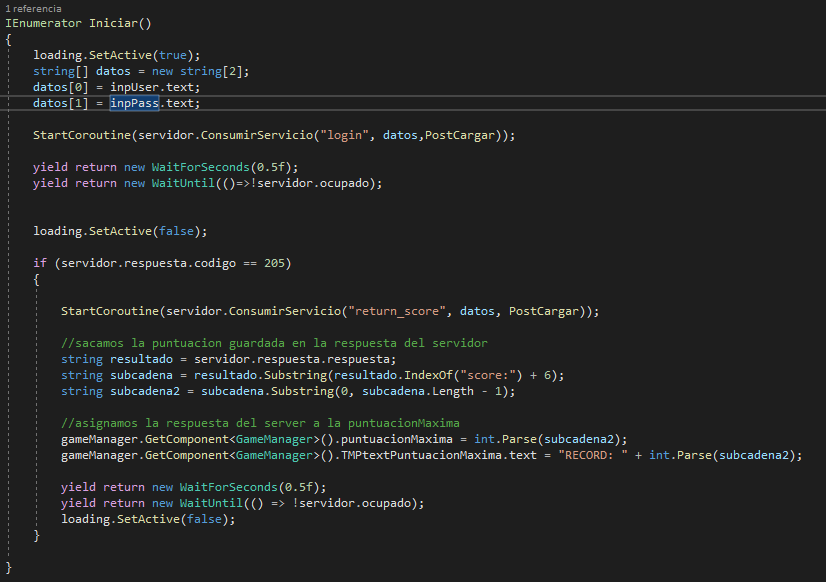 1 referencia
IEnumerator Iniciar()
{
loading.SetActive(true);
string[] datos = new string[2];
datos[0] = inpUser.text;
datos[1] = inpPass.text;
StartCoroutine(servidor.ConsumirServicio("login", datos,PostCargar));
yield return new WaitForSeconds(0.5f);
yield return new WaitUntil(()=>!servidor.ocupado);
loading.SetActive(false);
if (servidor.respuesta.codigo == 205)
{
StartCoroutine(servidor.ConsumirServicio("return_score", datos, PostCargar));
//sacamos la puntuacion guardada en la respuesta del servidor
string resultado = servidor.respuesta.respuesta;
string subcadena = resultado.Substring(resultado.IndexOf("score:") + 6);
string subcadena2 = subcadena.Substring(0, subcadena.Length - 1);
//asignamos la respuesta del server a la puntuacionMaxima
gameManager.GetComponent<GameManager>().puntuacionMaxima = int.Parse(subcadena2);
gameManager.GetComponent<GameManager>().TMPtextPuntuacionMaxima.text = "RECORD: " + int.Parse(subcadena2);
yield return new WaitForSeconds(0.5f);
yield return new WaitUntil(() => !servidor.ocupado);
loading.SetActive(false);
}
}